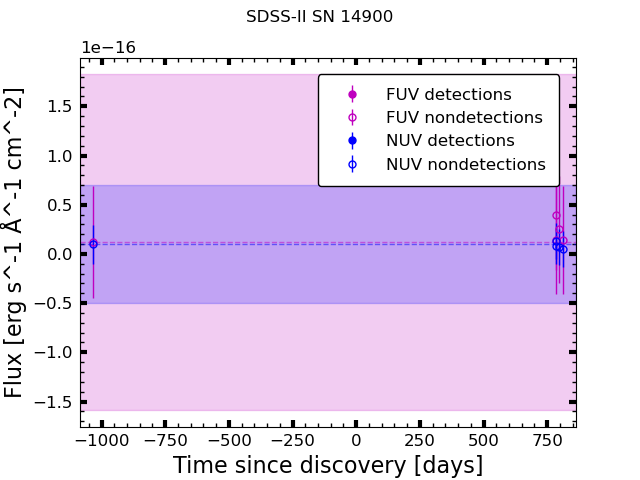 SDSS-II SN 14900
1e−16
FUV detections
FUV nondetections
NUV detections
NUV nondetections
1.5
1.0
0.5
0.0
−0.5
−1.0
−1.5
Flux [erg s^-1 Å^-1 cm^-2]
−1000
−750
−500
−250
0
250
500
750
Time since discovery [days]